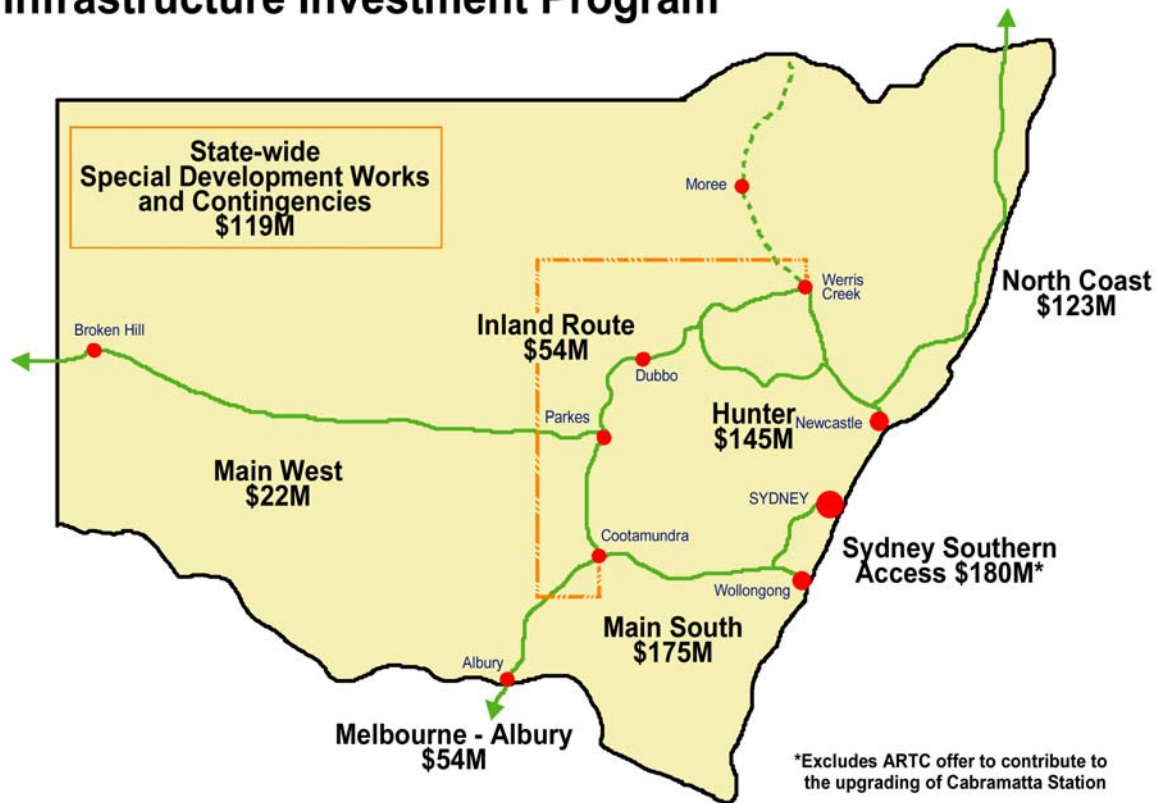 Infrastructure Investment Program
State-wide
Special Development Works
and Contingencies
$119M
Moree
Werris
Creek
North Coast
$123M
Inland Route
$54M
Broken Hill
Dubbo
Parkes
Hunter
$145M
Newcastle
Main West
$22M
SYDNEY
Cootamundra
Sydney Southern
Access $180M*
Wollongong
Main South
$175M
Albury
Melbourne - Albury
$54M
*Excludes ARTC offer to contribute to
the upgrading of Cabramatta Station